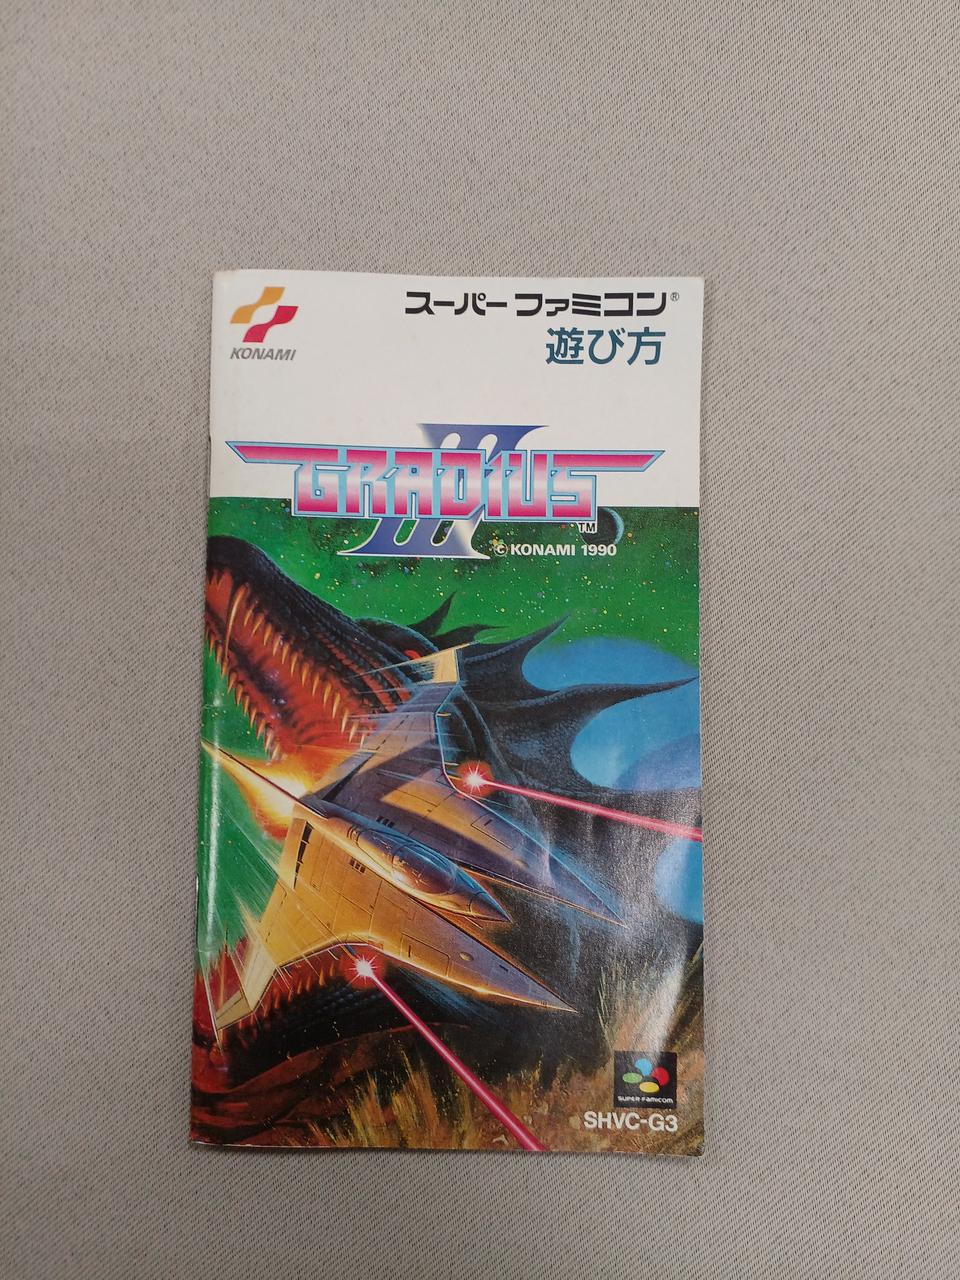 スーパーファミコン®
KONAMI
遊び方
III
GRADIUS
TM
© KONAMI 1990
SUPER FAMICOM
SHVC-G3